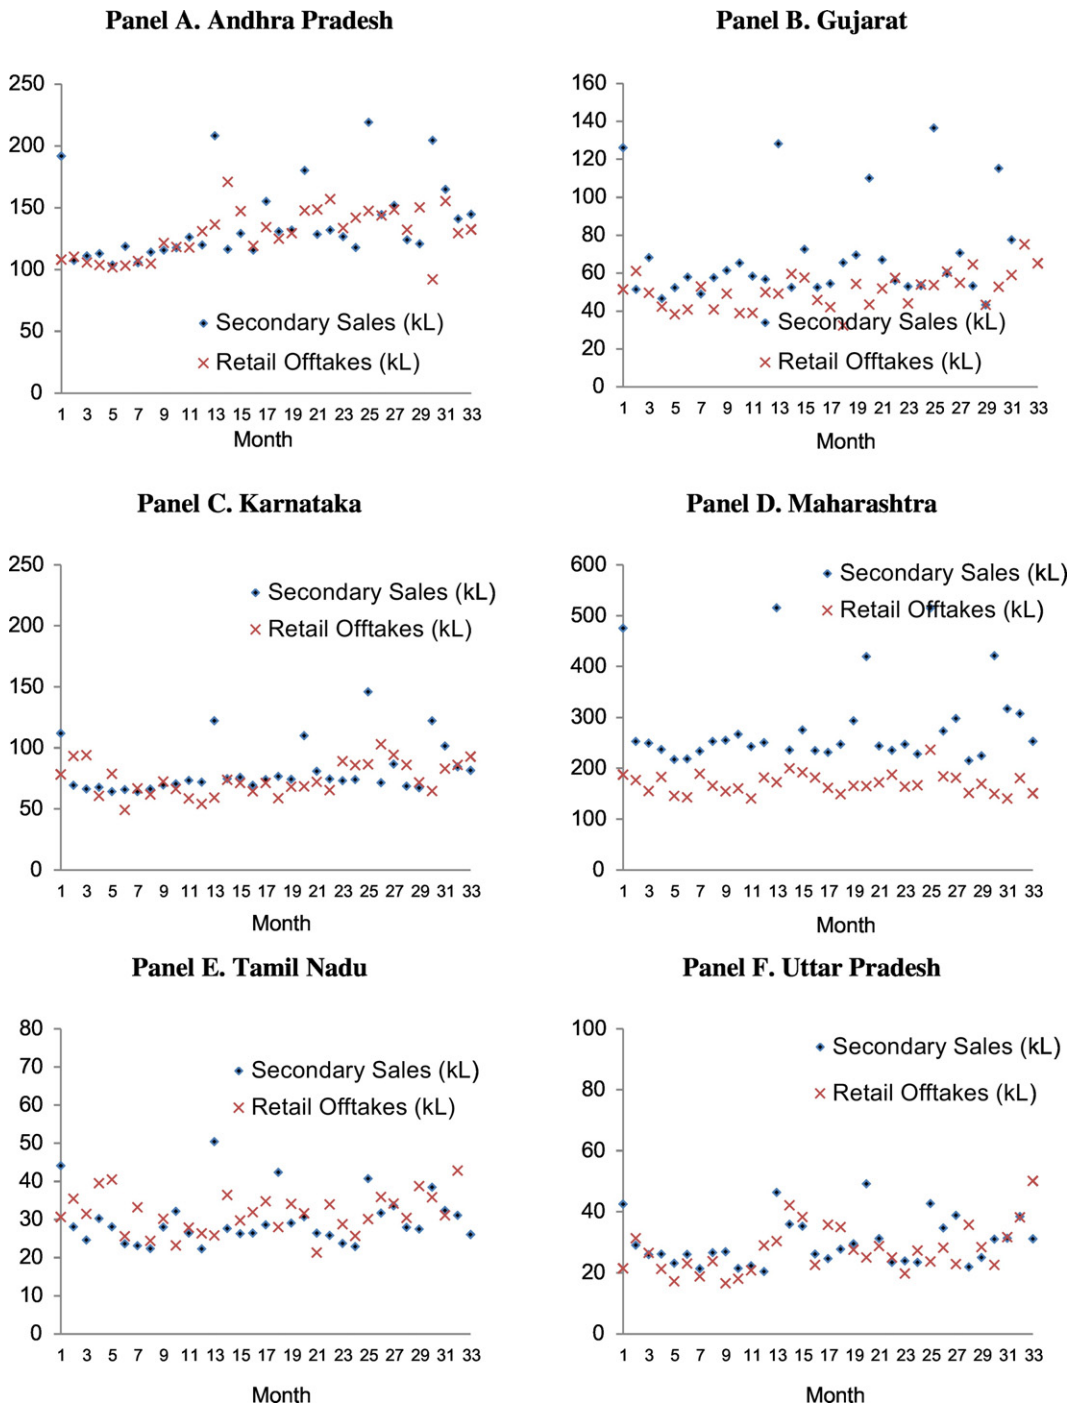 Panel A. Andhra Pradesh
250
200
150
100
50
0
Secondary Sales (kL)
Retail Offtakes (kL)
1 3 5 7 9 11 13 15 17 19 21 23 25 27 29 31 33
Month
Panel B. Gujarat
160
140
120
100
80
60
40
20
0
Secondary Sales (kL)
Retail Offtakes (kL)
1 3 5 7 9 11 13 15 17 19 21 23 25 27 29 31 33
Month
Panel C. Karnataka
250
200
150
100
50
0
Secondary Sales (kL)
Retail Offtakes (kL)
1 3 5 7 9 11 13 15 17 19 21 23 25 27 29 31 33
Month
Panel D. Maharashtra
600
500
400
300
200
100
0
Secondary Sales (kL)
Retail Offtakes (kL)
1 3 5 7 9 11 13 15 17 19 21 23 25 27 29 31 33
Month
Panel E. Tamil Nadu
80
70
60
50
40
30
20
10
0
Secondary Sales (kL)
Retail Offtakes (kL)
1 3 5 7 9 11 13 15 17 19 21 23 25 27 29 31 33
Month
Panel F. Uttar Pradesh
100
80
60
40
20
0
Secondary Sales (kL)
Retail Offtakes (kL)
1 3 5 7 9 11 13 15 17 19 21 23 25 27 29 31 33
Month